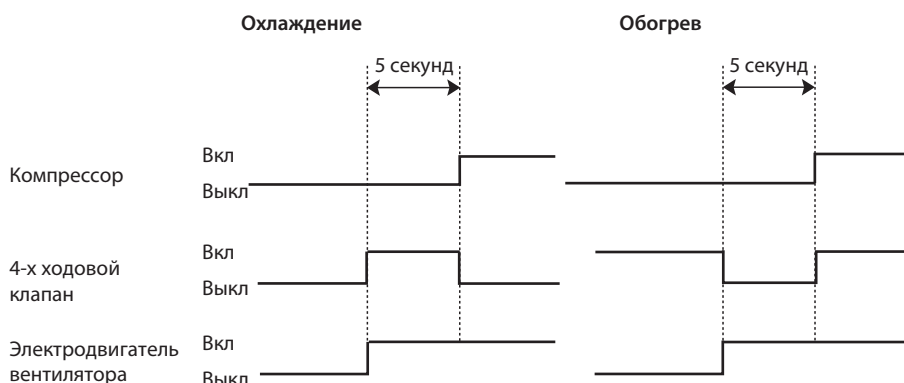 Охлаждение
Обогрев
5 секунд
5 секунд
Компрессор
Вкл
Выкл
4-х ходовой
клапан
Вкл
Выкл
Электродвигатель
вентилятора
Вкл
Выкл